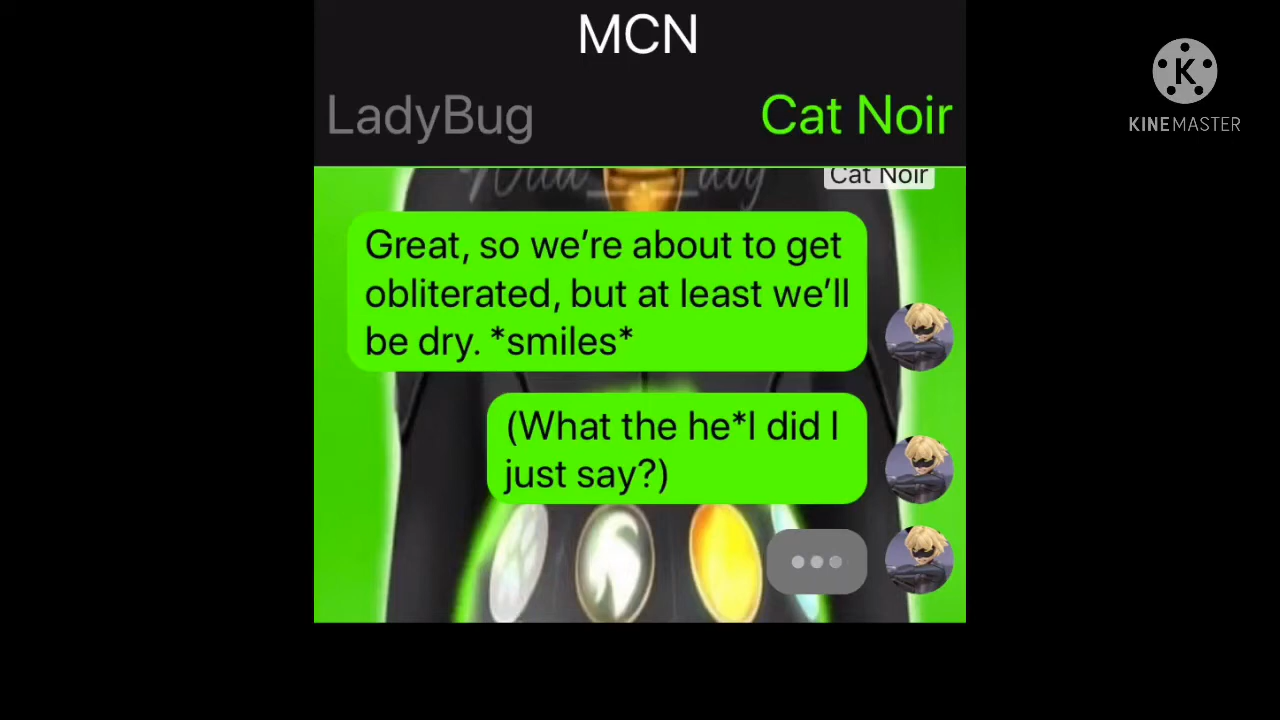 MCN
LadyBug
Cat Noir
K
KINEMASTER
Cat Noir
Great, so we’re about to get
obliterated, but at least we’ll
be dry. *smiles*
(What the he*l did I
just say?)